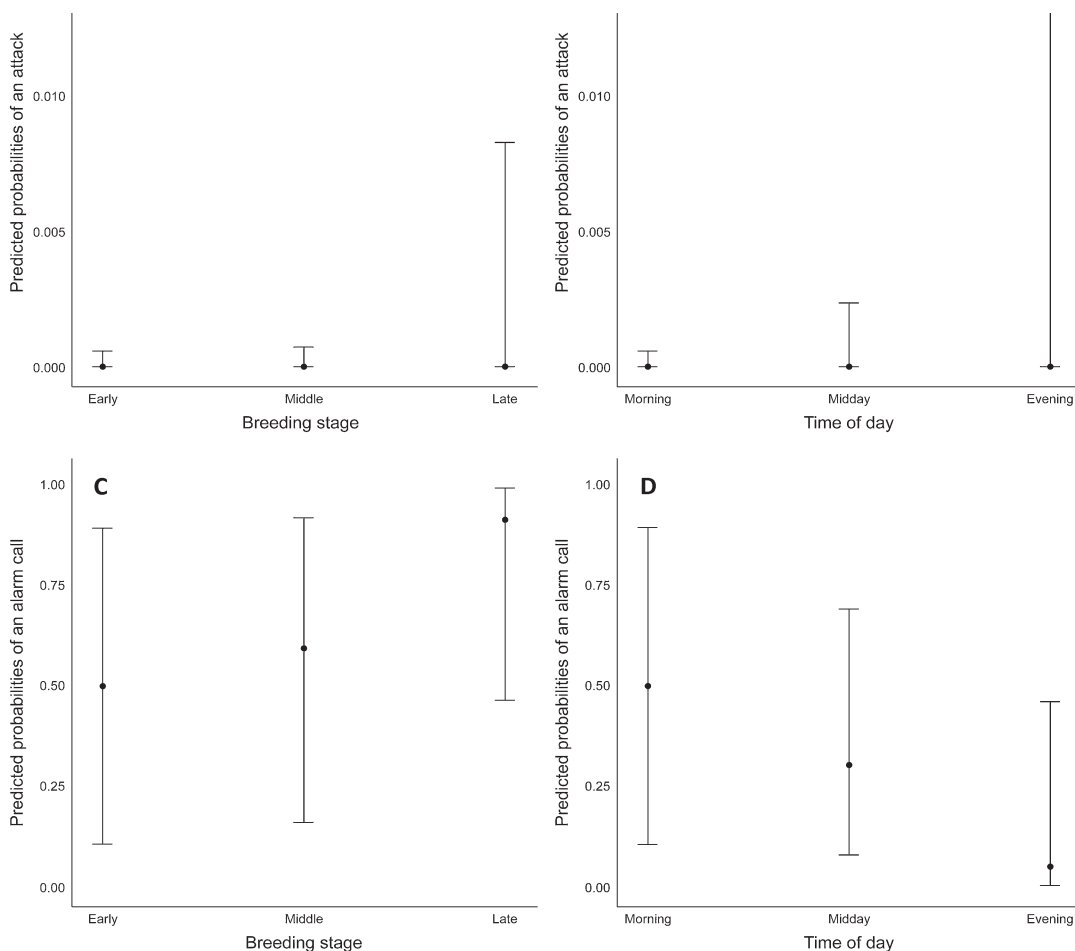 Predicted probabilities of an attack
0.010
0.005
0.000
Early
Middle
Late
Breeding stage
Predicted probabilities of an attack
0.010
0.005
0.000
Morning
Midday
Evening
Time of day
C
Predicted probabilities of an alarm call
1.00
0.75
0.50
0.25
0.00
Early
Middle
Late
Breeding stage
D
Predicted probabilities of an alarm call
1.00
0.75
0.50
0.25
0.00
Morning
Midday
Evening
Time of day